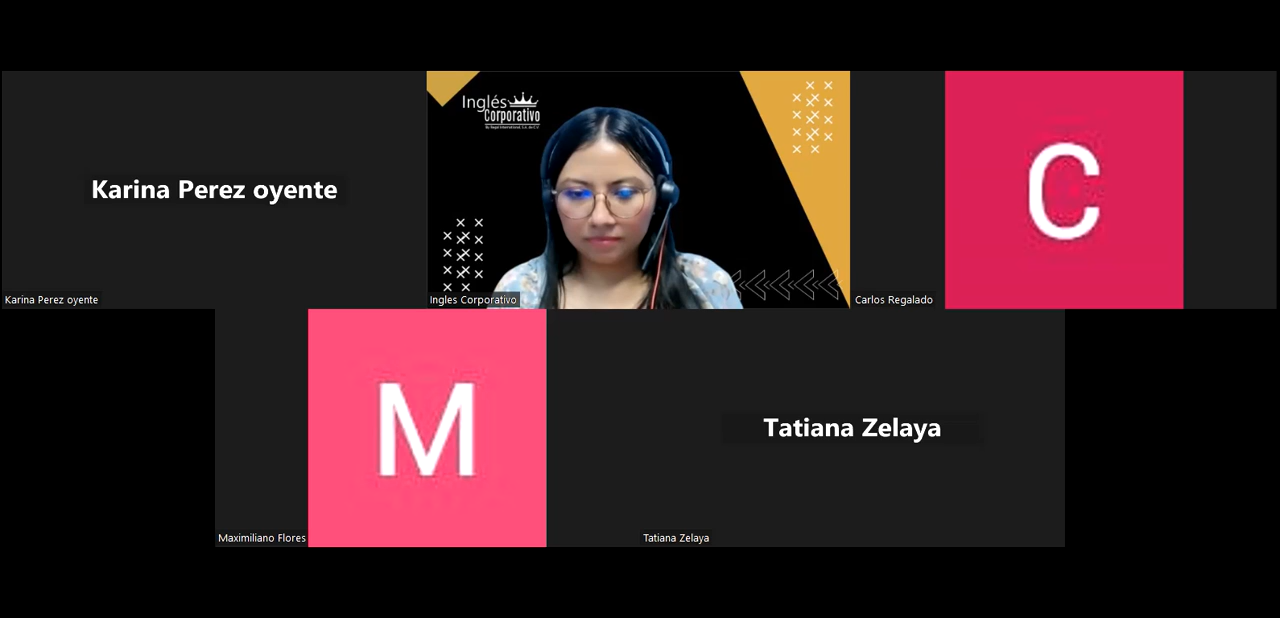 Karina Perez oyente
Karina Perez oyente
Inglés
Corporativo
Ingles Corporativo
C
Carlos Regalado
M
Maximiliano Flores
Tatiana Zelaya
Tatiana Zelaya